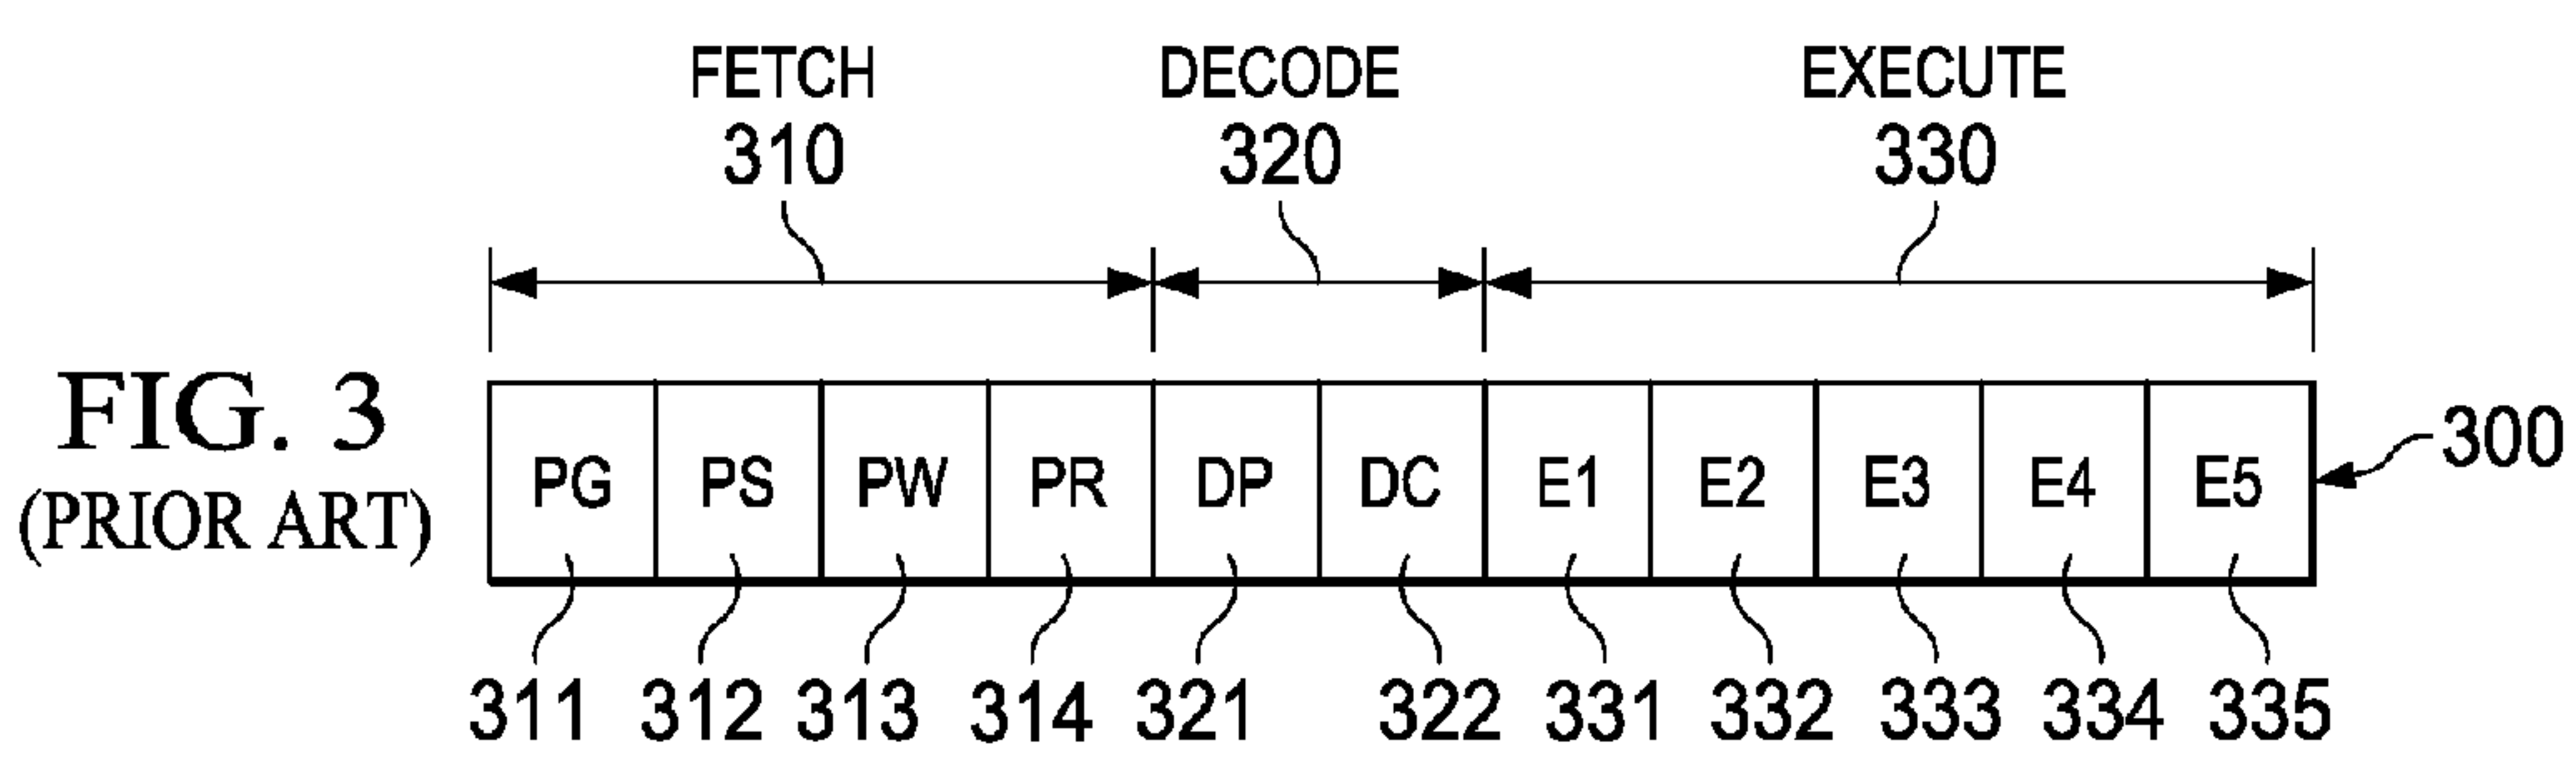 FETCH DECODE EXECUTE
310 320 330
FIG. 3
(PRIOR ART)
PG PS PW PR DP DC E1 E2 E3 E4 E5
300
311 312 313 314 321 322 331 332 333 334 335